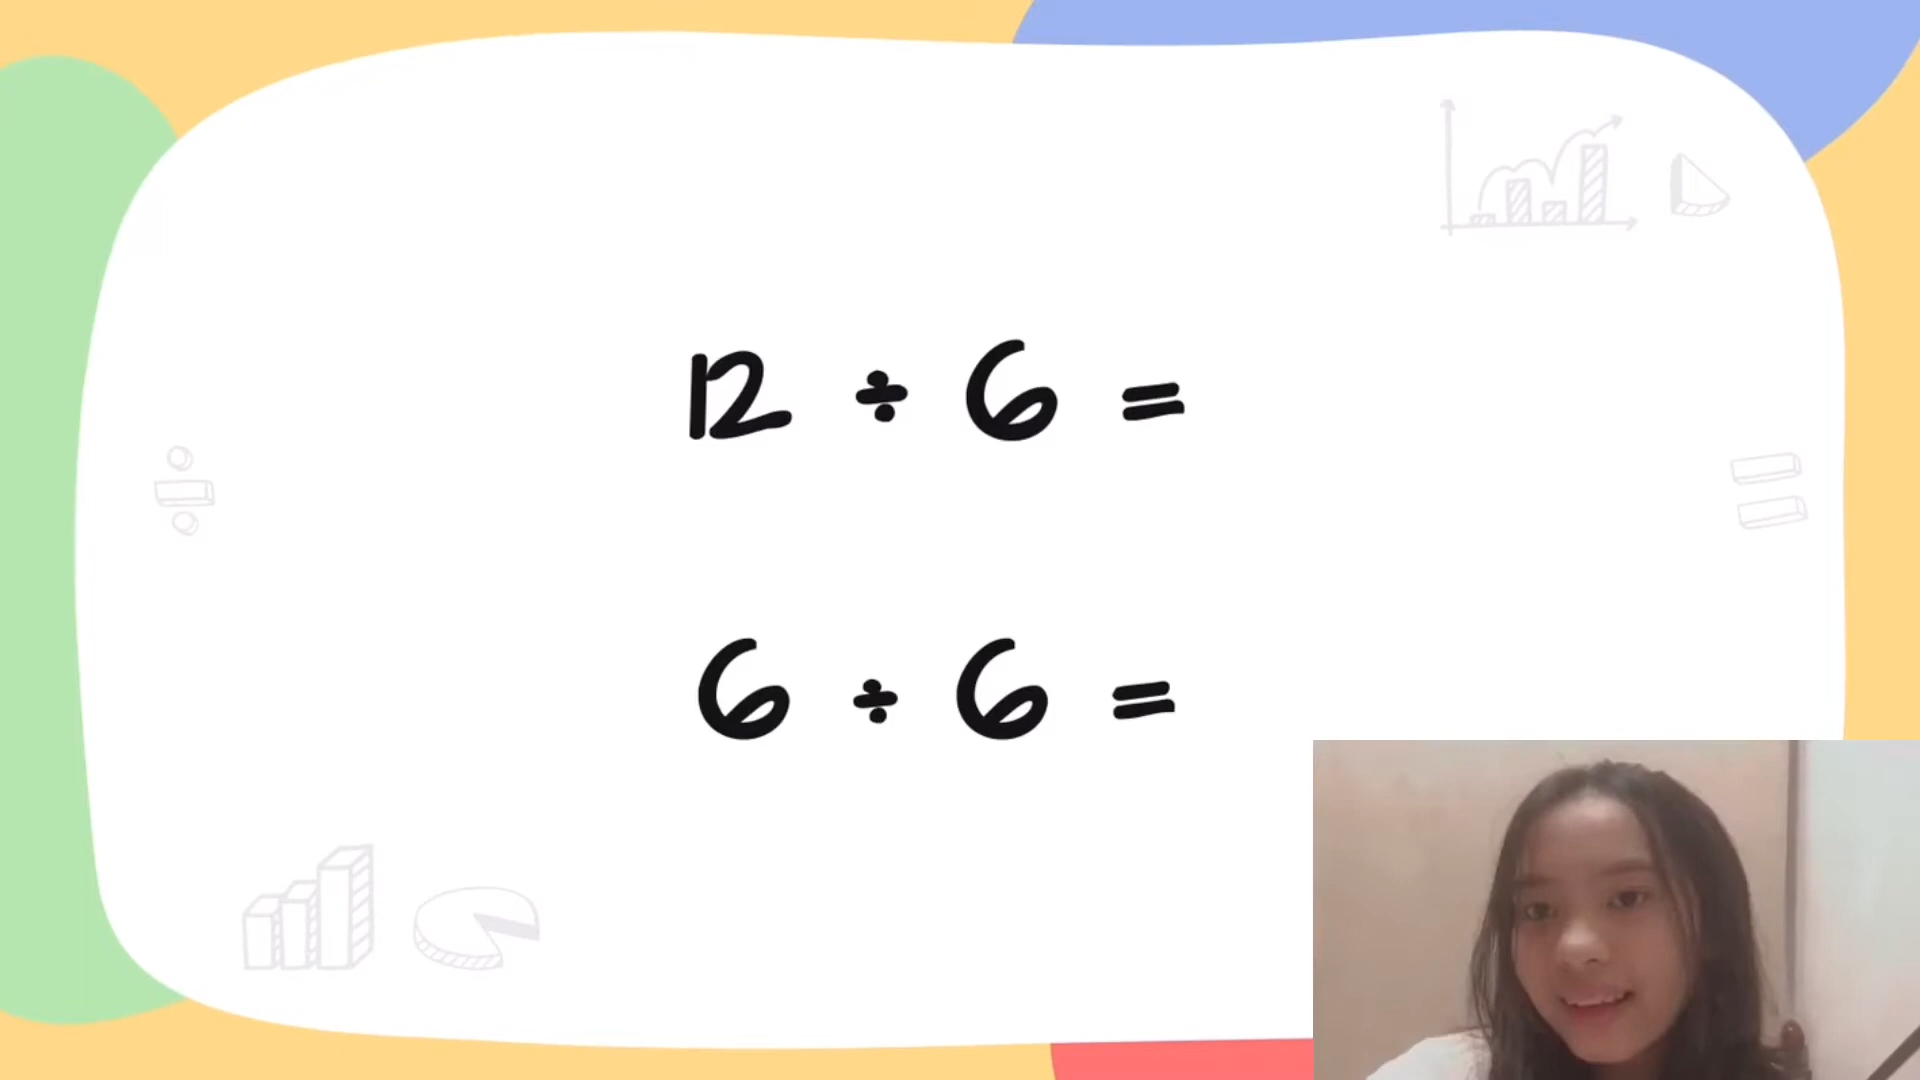 12 ÷ 6 =
6 ÷ 6 =